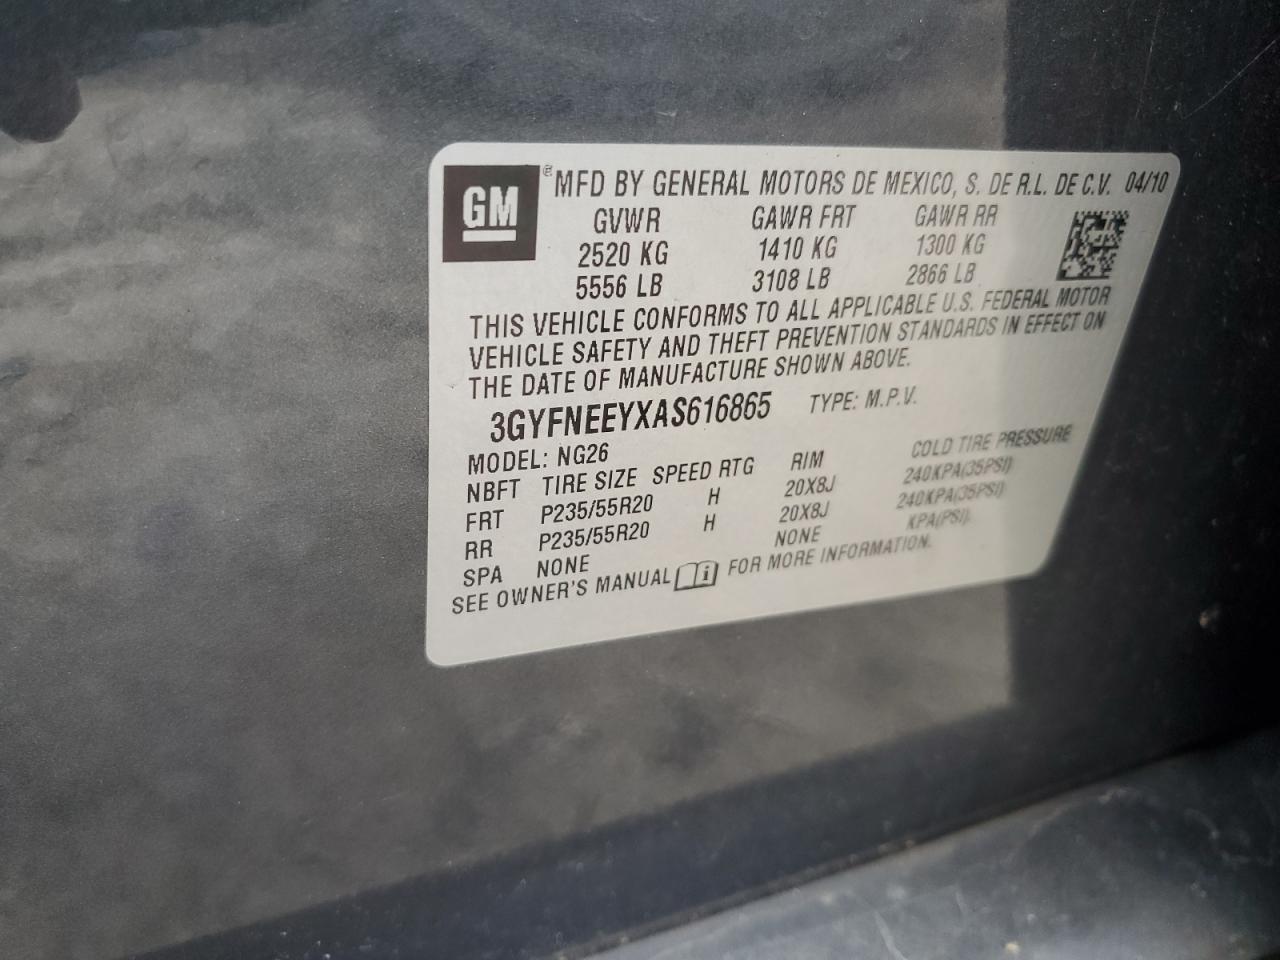 GM ® MFD BY GENERAL MOTORS DE MEXICO, S. DE R.L. DE C.V. 04/10
GVWR GAWR FRT GAWR RR
2520 KG 1410 KG 1300 KG
5556 LB 3108 LB 2866 LB
THIS VEHICLE CONFORMS TO ALL APPLICABLE U.S. FEDERAL MOTOR
VEHICLE SAFETY AND THEFT PREVENTION STANDARDS IN EFFECT ON
THE DATE OF MANUFACTURE SHOWN ABOVE.
3GYFNEEYXAS616865 TYPE: M.P.V.
MODEL: NG26
NBFT TIRE SIZE SPEED RTG RIM COLD TIRE PRESSURE
FRT P235/55R20 H 20X8J 240KPA(35PSI)
RR P235/55R20 H 20X8J 240KPA(35PSI)
SPA NONE NONE KPA(PSI)
SEE OWNER'S MANUAL i FOR MORE INFORMATION.